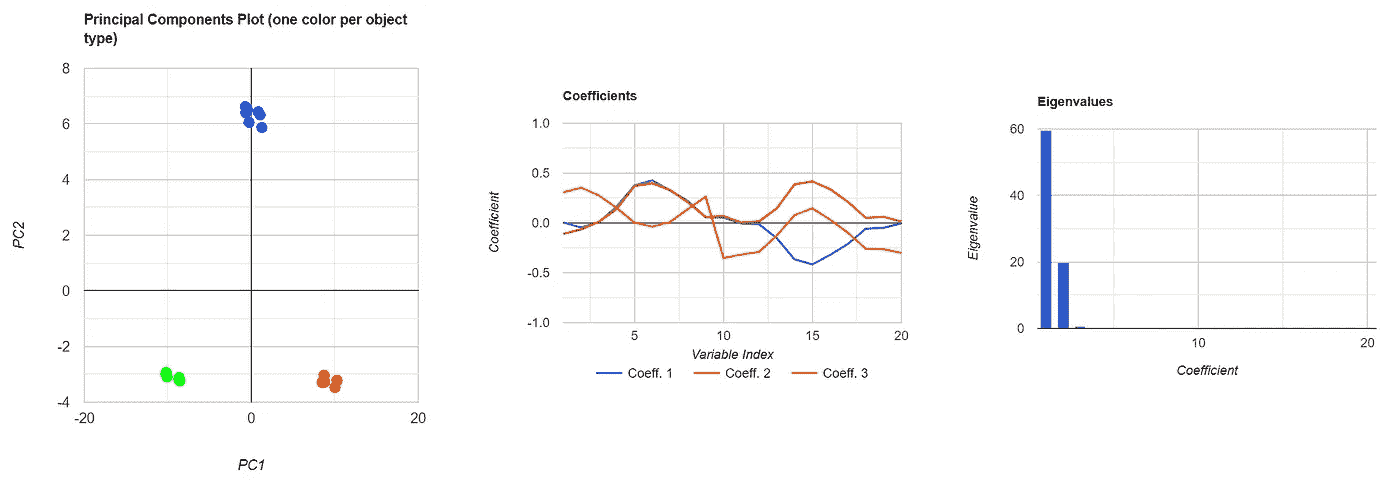 Principal Components Plot (one color per object
type)
8
6
4
2
0
-2
-4
-20
0
20
PC2
PC1
Coefficients
1.0
0.5
0.0
-0.5
-1.0
5
10
15
20
Coefficient
Variable Index
Coeff. 1
Coeff. 2
Coeff. 3
Eigenvalues
60
40
20
0
10
20
Eigenvalue
Coefficient